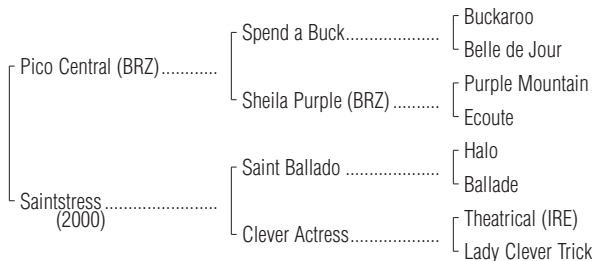 Buckaroo
Spend a Buck....................
Belle de Jour
Pico Central (BRZ)............
Purple Mountain
Sheila Purple (BRZ) ..........
Ecoute
Halo
Saint Ballado ....................
Ballade
Saintstress ........................
(2000)
Theatrical (IRE)
Clever Actress...................
Lady Clever Trick